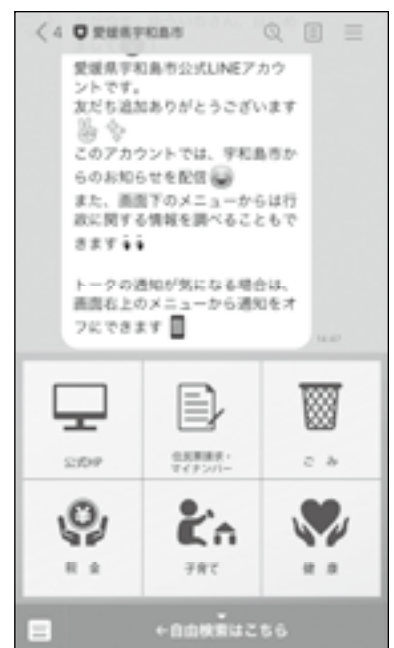 4 愛媛県宇和島市
愛媛県宇和島市公式LINEアカウ
ントです。
友だち追加ありがとうございます
このアカウントでは、宇和島市か
らのお知らせを配信
また、画面下のメニューからは行
政に関する情報を調べることもで
きます
トークの通知が気になる場合は、
画面右上のメニューから通知をオ
フにできます
公式HP
住民票請求・
マイナンバー
ごみ
税金
子育て
健康
←自由検索はこちら